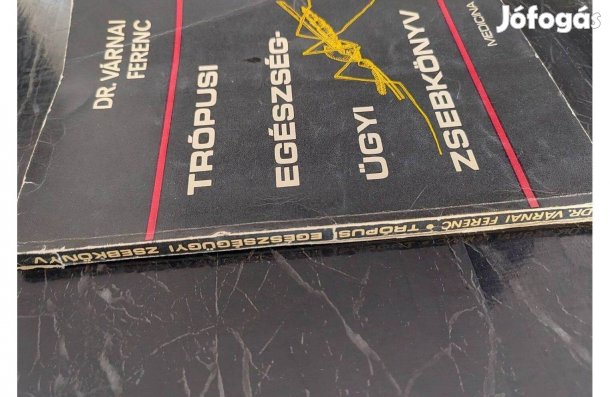 Jófogás
DR. VÁRNAI
FERENC
TRÓPUSI
EGÉSZSÉG-
ÜGYI
ZSEBKÖNYV
MEDICINA
DR. VÁRNAI FERENC • TRÓPUSI EGÉSZSÉGÜGYI ZSEBKÖNYV